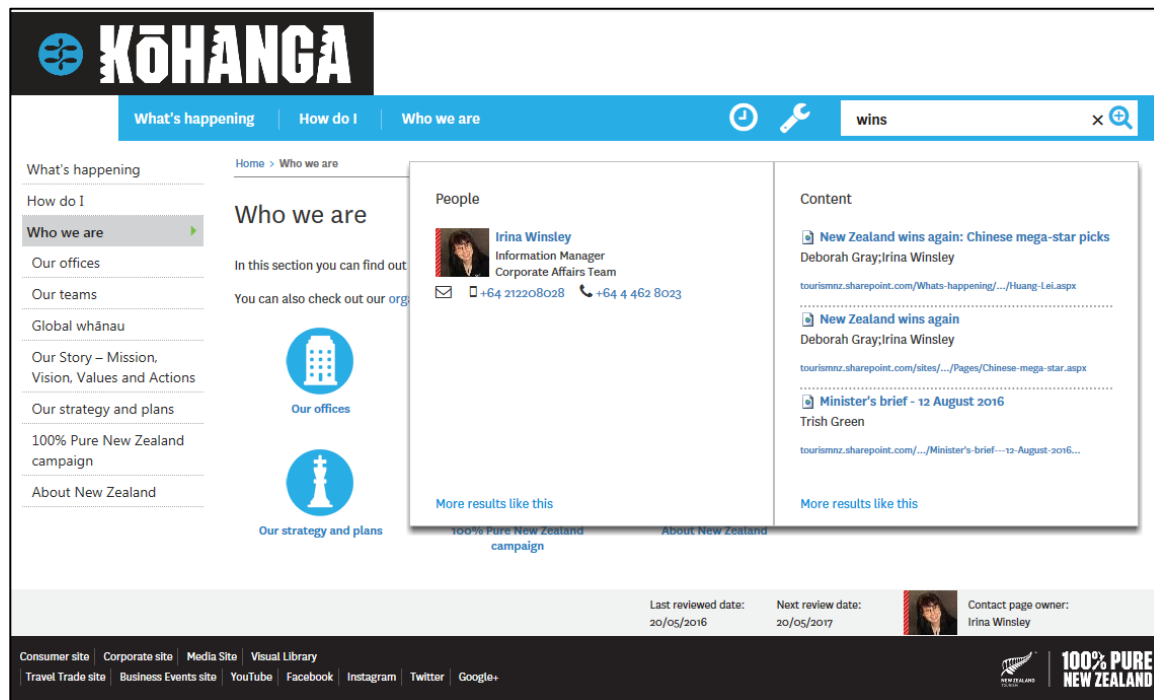 KŌHANGA
What's happening
How do I
Who we are
wins
What's happening
How do I
Who we are
Our offices
Our teams
Global whānau
Our Story – Mission,
Vision, Values and Actions
Our strategy and plans
100% Pure New Zealand
campaign
About New Zealand
Home > Who we are
Who we are
In this section you can find out
You can also check out our org
Our offices
Our strategy and plans
100% Pure New Zealand
campaign
About New Zealand
People
Irina Winsley
Information Manager
Corporate Affairs Team
+64 212208028 +64 4 462 8023
More results like this
Content
New Zealand wins again: Chinese mega-star picks
Deborah Gray;Irina Winsley
tourismnz.sharepoint.com/Whats-happening/.../Huang-Lei.aspx
New Zealand wins again
Deborah Gray;Irina Winsley
tourismnz.sharepoint.com/sites/.../Pages/Chinese-mega-star.aspx
Minister's brief - 12 August 2016
Trish Green
tourismnz.sharepoint.com/.../Minister's-brief---12-August-2016...
More results like this
Last reviewed date:
20/05/2016
Next review date:
20/05/2017
Contact page owner:
Irina Winsley
Consumer site Corporate site Media Site Visual Library
Travel Trade site Business Events site YouTube Facebook Instagram Twitter Google+
NEW ZEALAND
100% PURE
NEW ZEALAND